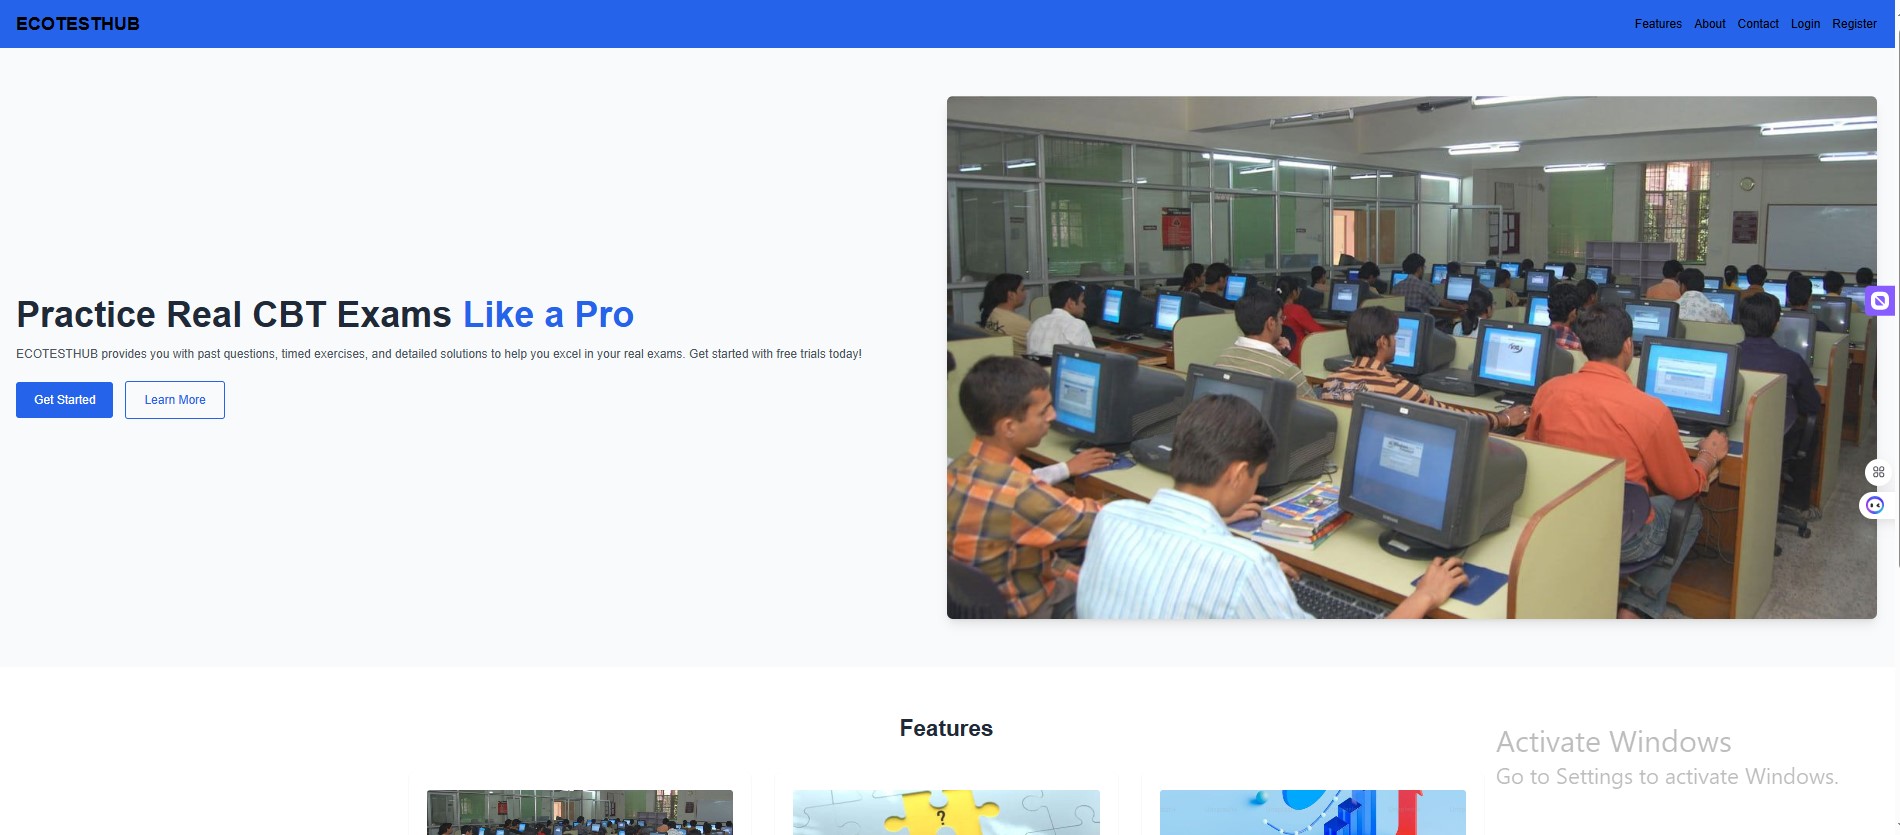 ECOTESTHUB
Features About Contact Login Register
Practice Real CBT Exams Like a Pro
ECOTESTHUB provides you with past questions, timed exercises, and detailed solutions to help you excel in your real exams. Get started with free trials today!
Get Started Learn More
Features
Activate Windows
Go to Settings to activate Windows.
?